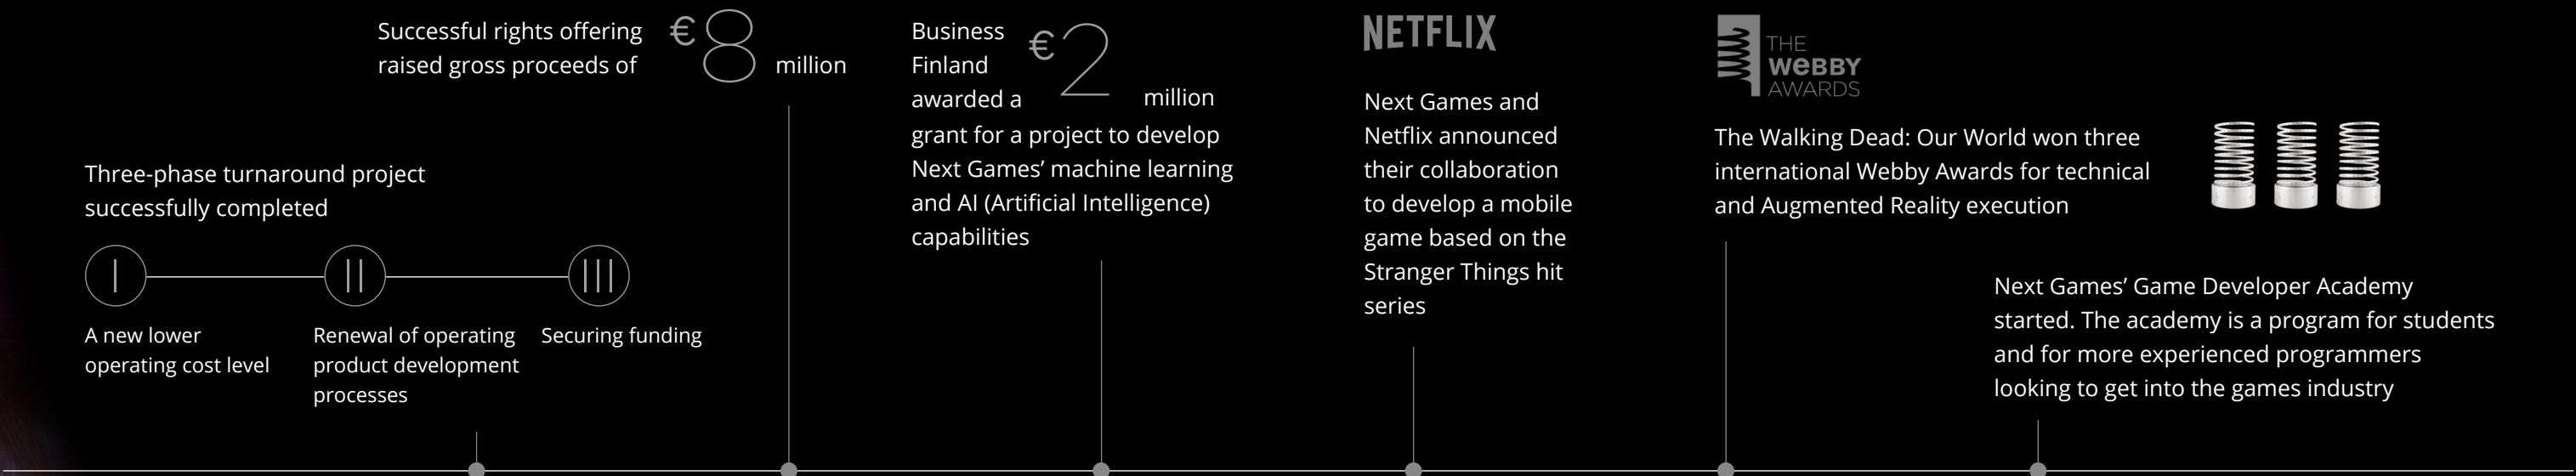 Successful rights offering
raised gross proceeds of
€8 million
Three-phase turnaround project
successfully completed
I
II
III
A new lower
operating cost level
Renewal of operating
product development
processes
Securing funding
Business
Finland
awarded a
€2 million
grant for a project to develop
Next Games’ machine learning
and AI (Artificial Intelligence)
capabilities
NETFLIX
Next Games and
Netflix announced
their collaboration
to develop a mobile
game based on the
Stranger Things hit
series
THE
WeBBY
AWARDS
The Walking Dead: Our World won three
international Webby Awards for technical
and Augmented Reality execution
Next Games’ Game Developer Academy
started. The academy is a program for students
and for more experienced programmers
looking to get into the games industry